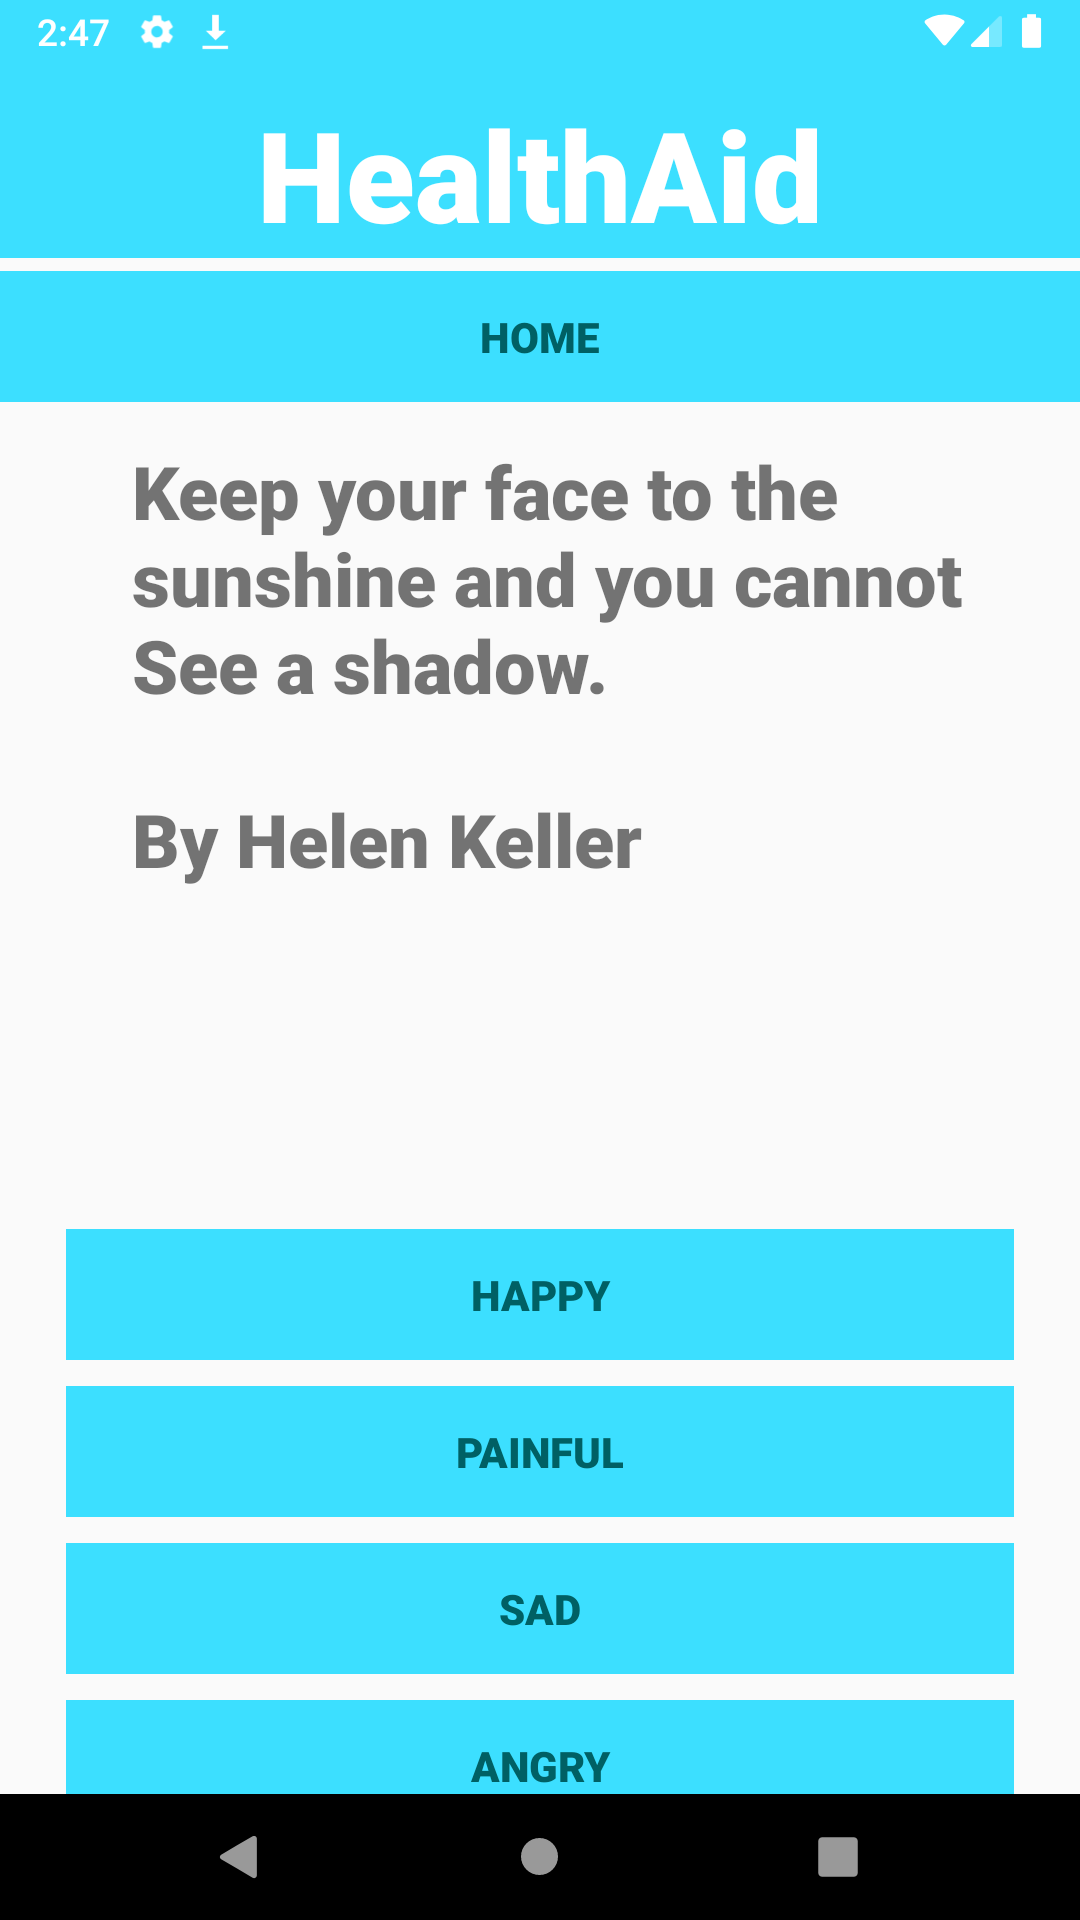 2:47
HealthAid
HOME
Keep your face to the
sunshine and you cannot
See a shadow.
By Helen Keller
HAPPY
PAINFUL
SAD
ANGRY